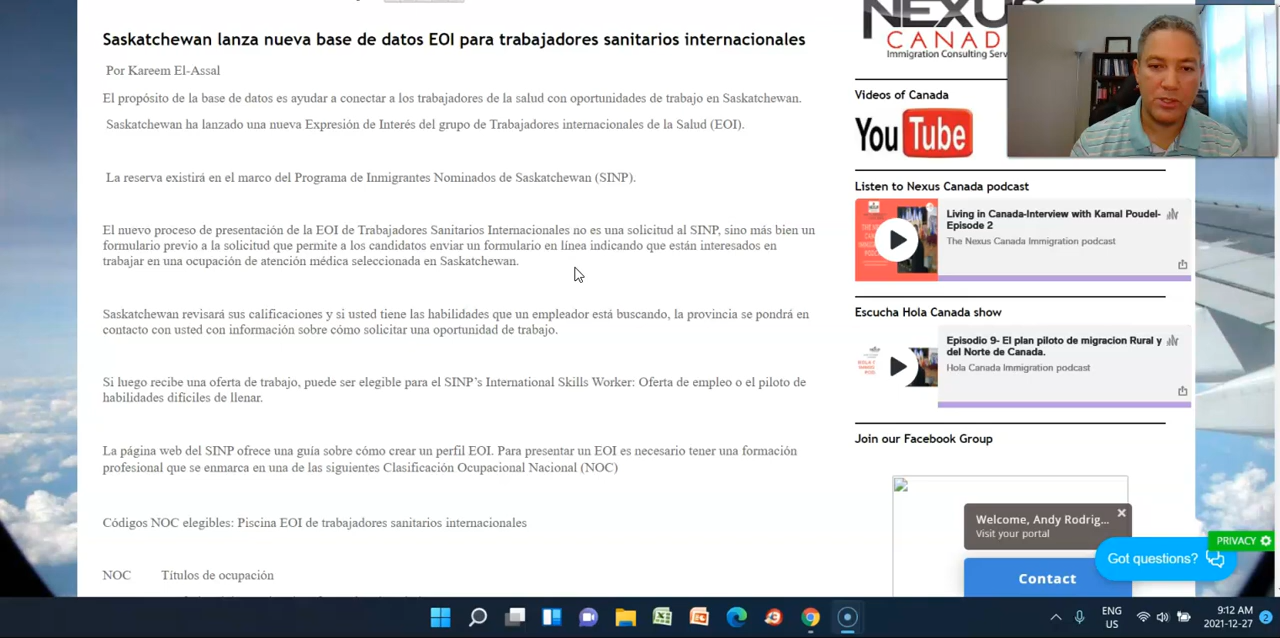 NEXUS
CANAD
Immigration Consulting Serv
Saskatchewan lanza nueva base de datos EOI para trabajadores sanitarios internacionales
Por Kareem El-Assal
El propósito de la base de datos es ayudar a conectar a los trabajadores de la salud con oportunidades de trabajo en Saskatchewan.
Saskatchewan ha lanzado una nueva Expresión de Interés del grupo de Trabajadores internacionales de la Salud (EOI).
La reserva existirá en el marco del Programa de Inmigrantes Nominados de Saskatchewan (SINP).
El nuevo proceso de presentación de la EOI de Trabajadores Sanitarios Internacionales no es una solicitud al SINP, sino más bien un
formulario previo a la solicitud que permite a los candidatos enviar un formulario en línea indicando que están interesados en
trabajar en una ocupación de atención médica seleccionada en Saskatchewan.
Saskatchewan revisará sus calificaciones y si usted tiene las habilidades que un empleador está buscando, la provincia se pondrá en
contacto con usted con información sobre cómo solicitar una oportunidad de trabajo.
Si luego recibe una oferta de trabajo, puede ser elegible para el SINP’s International Skills Worker: Oferta de empleo o el piloto de
habilidades difíciles de llenar.
La página web del SINP ofrece una guía sobre cómo crear un perfil EOI. Para presentar un EOI es necesario tener una formación
profesional que se enmarca en una de las siguientes Clasificación Ocupacional Nacional (NOC)
Códigos NOC elegibles: Piscina EOI de trabajadores sanitarios internacionales
NOC Títulos de ocupación
Videos of Canada
You Tube
Listen to Nexus Canada podcast
Living in Canada-Interview with Kamal Poudel-
Episode 2
The Nexus Canada Immigration podcast
Escucha Hola Canada show
Episodio 9- El plan piloto de migracion Rural y
del Norte de Canada.
Hola Canada Immigration podcast
Join our Facebook Group
Welcome, Andy Rodrig...
Visit your portal
PRIVACY
Got questions?
Contact
ENG
US
9:12 AM
2021-12-27
2